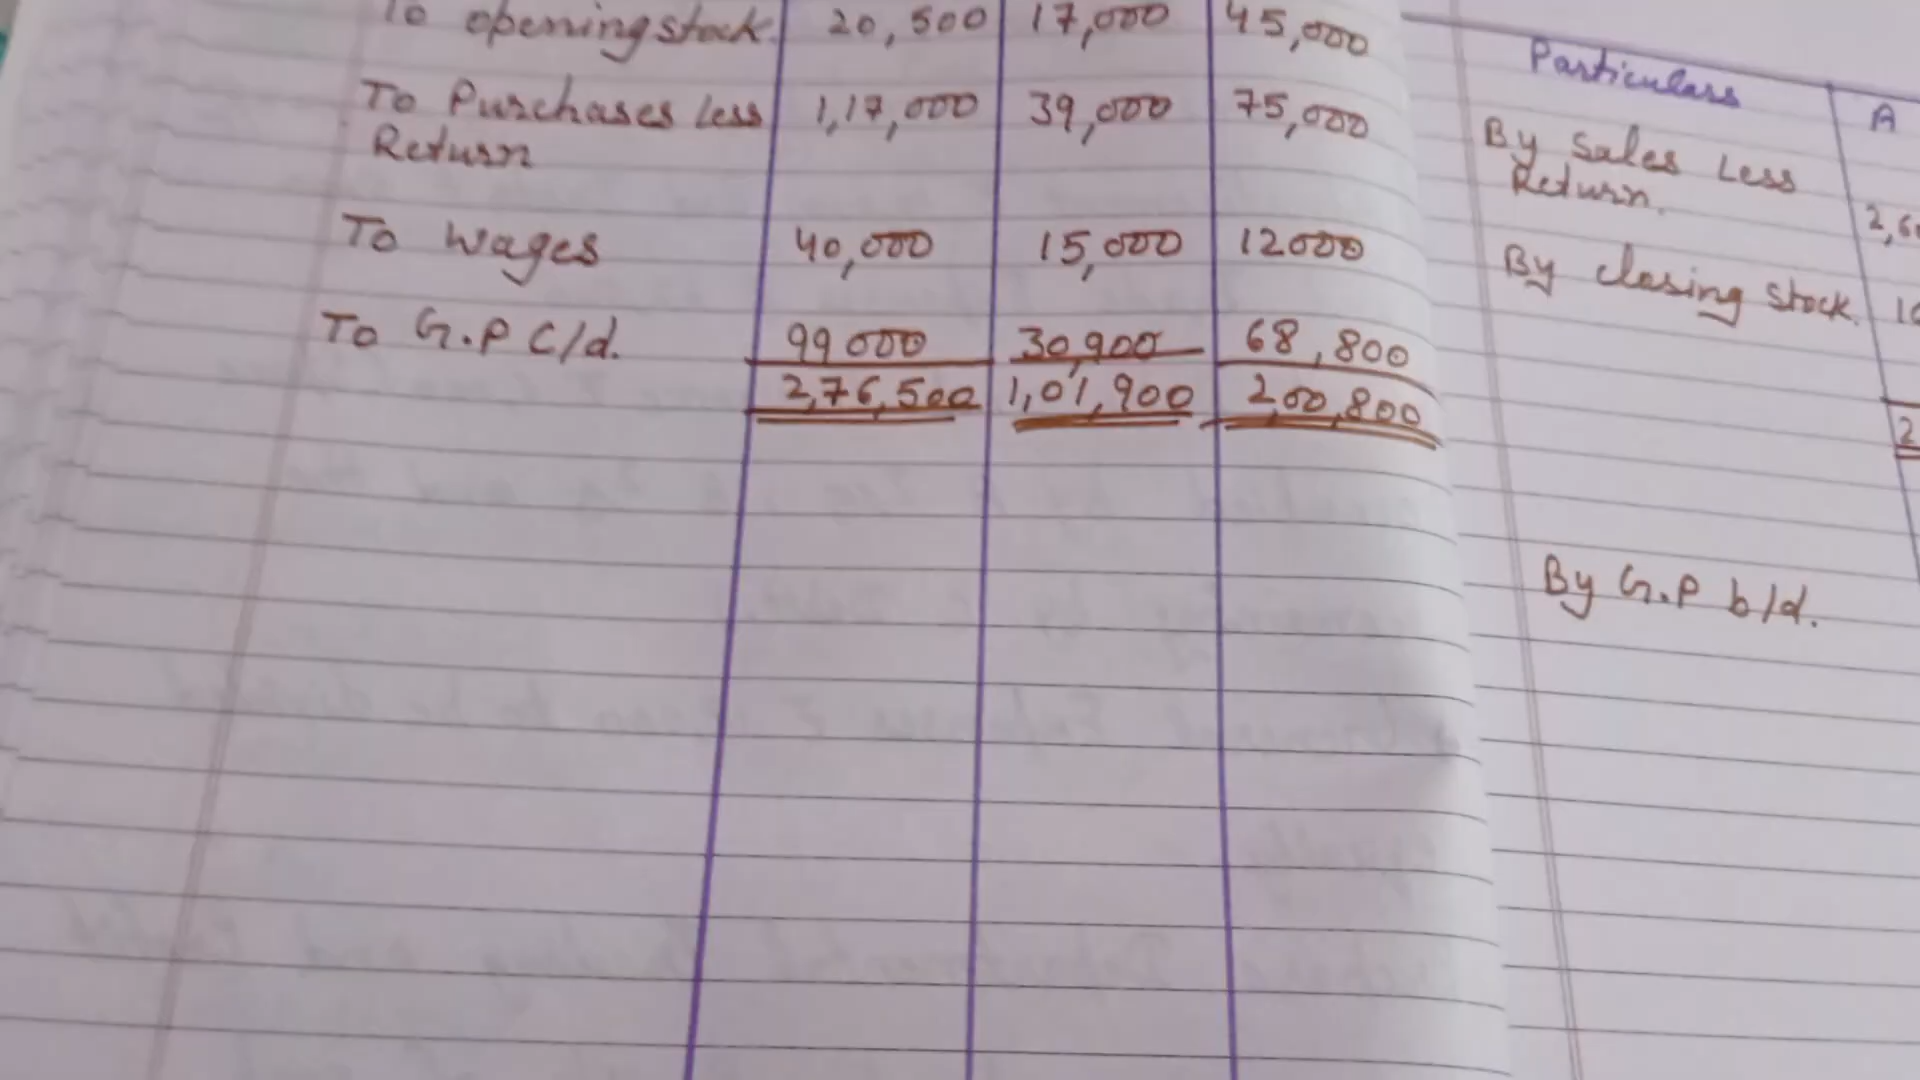 To opening stock 20,500 17,000 45,000
To Purchases Less 1,17,000 39,000 75,000
Return
To wages 40,000 15,000 12000
To G.P C/d. 99000 30,900 68,800
2,76,500 1,01,900 2,00,800
Particulars A
By Sales Less
Return.
2,6
By closing stock.
By G.P b/d.